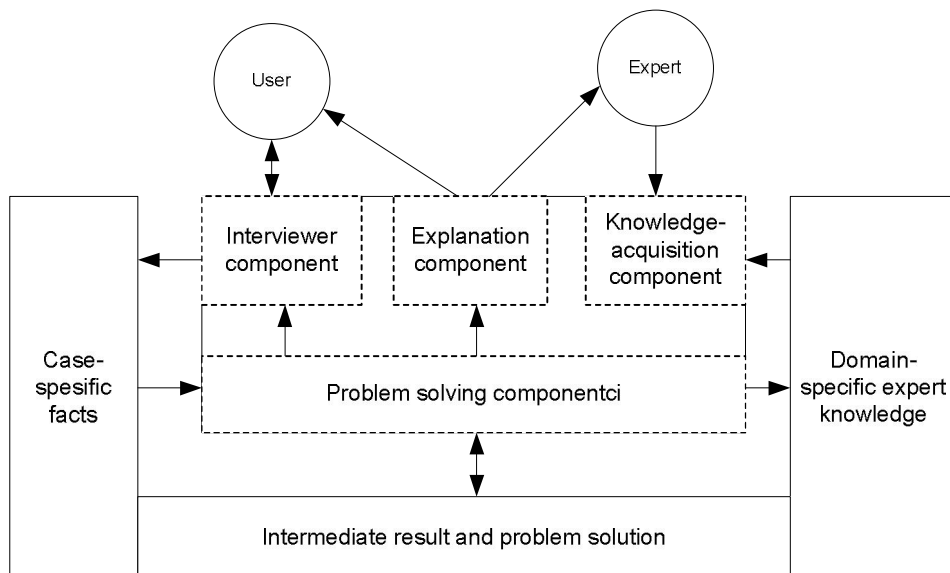 User
Expert
Interviewer
component
Explanation
component
Knowledge-
acquisition
component
Case-
spesific
facts
Problem solving componentci
Domain-
specific expert
knowledge
Intermediate result and problem solution